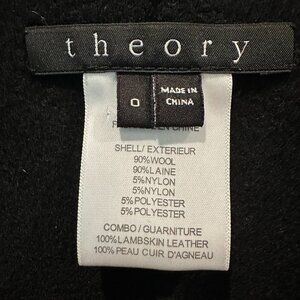 theory
0
MADE IN
CHINA
EN CHINE
SHELL/ EXTERIEUR
90%WOOL
90%LAINE
5%NYLON
5%NYLON
5%POLYESTER
5%POLYESTER
COMBO/ GUARNITURE
100%LAMBSKIN LEATHER
100%PEAU CUIR D'AGNEAU